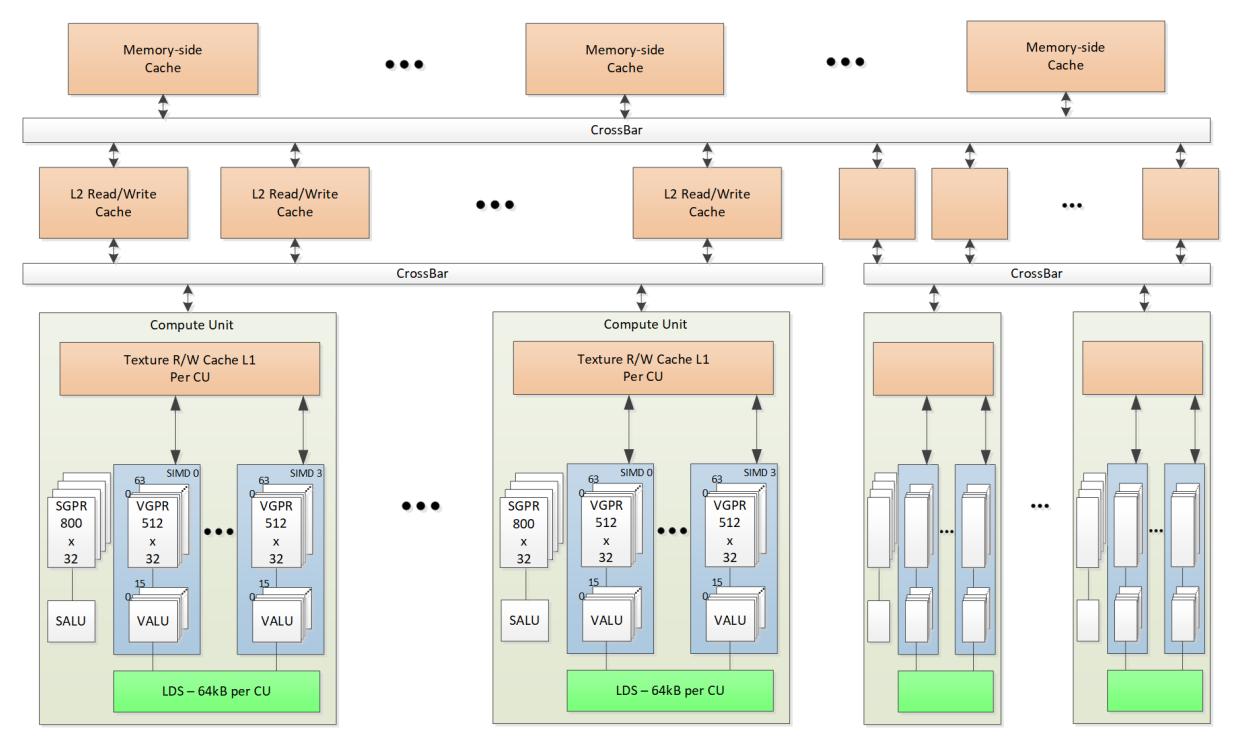 Memory-side
Cache
Memory-side
Cache
Memory-side
Cache
CrossBar
L2 Read/Write
Cache
L2 Read/Write
Cache
L2 Read/Write
Cache
CrossBar
CrossBar
Compute Unit
Texture R/W Cache L1
Per CU
SIMD 0
SIMD 3
63
0
63
0
SGPR
800
x
32
VGPR
512
x
32
VGPR
512
x
32
15
0
15
0
SALU
VALU
VALU
LDS – 64kB per CU
Compute Unit
Texture R/W Cache L1
Per CU
SIMD 0
SIMD 3
63
0
63
0
SGPR
800
x
32
VGPR
512
x
32
VGPR
512
x
32
15
0
15
0
SALU
VALU
VALU
LDS – 64kB per CU